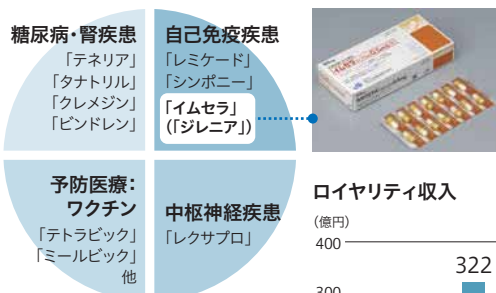 糖尿病・腎疾患
「テネリア」
「タナトリル」
「クレメジン」
「ビンドレン」
自己免疫疾患
「レミケード」
「シンポニー」
「イムセラ」
(「ジレニア」)
予防医療：
ワクチン
「テトラビック」
「ミールビック」
他
中枢神経疾患
「レクサプロ」
ロイヤリティ収入
（億円）
400
322
300